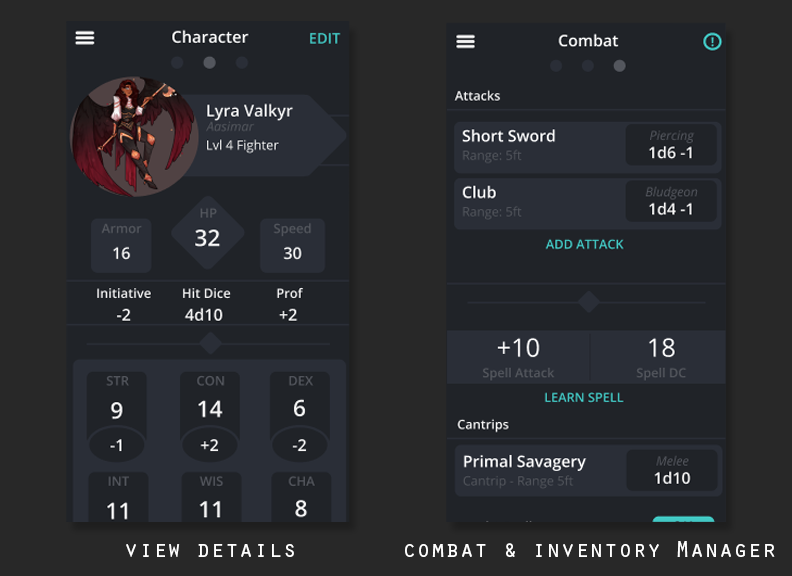 Character
EDIT
Lyra Valkyr
Aasimar
Lvl 4 Fighter
Armor
16
HP
32
Speed
30
Initiative
Hit Dice
Prof
-2
4d10
+2
STR
CON
DEX
9
14
6
-1
+2
-2
INT
WIS
CHA
11
11
8
VIEW DETAILS
Combat
Attacks
Short Sword
Range: 5ft
Piercing
1d6 -1
Club
Range: 5ft
Bludgeon
1d4 -1
ADD ATTACK
+10
Spell Attack
18
Spell DC
LEARN SPELL
Cantrips
Primal Savagery
Cantrip - Range 5ft
Melee
1d10
COMBAT & INVENTORY MANAGER